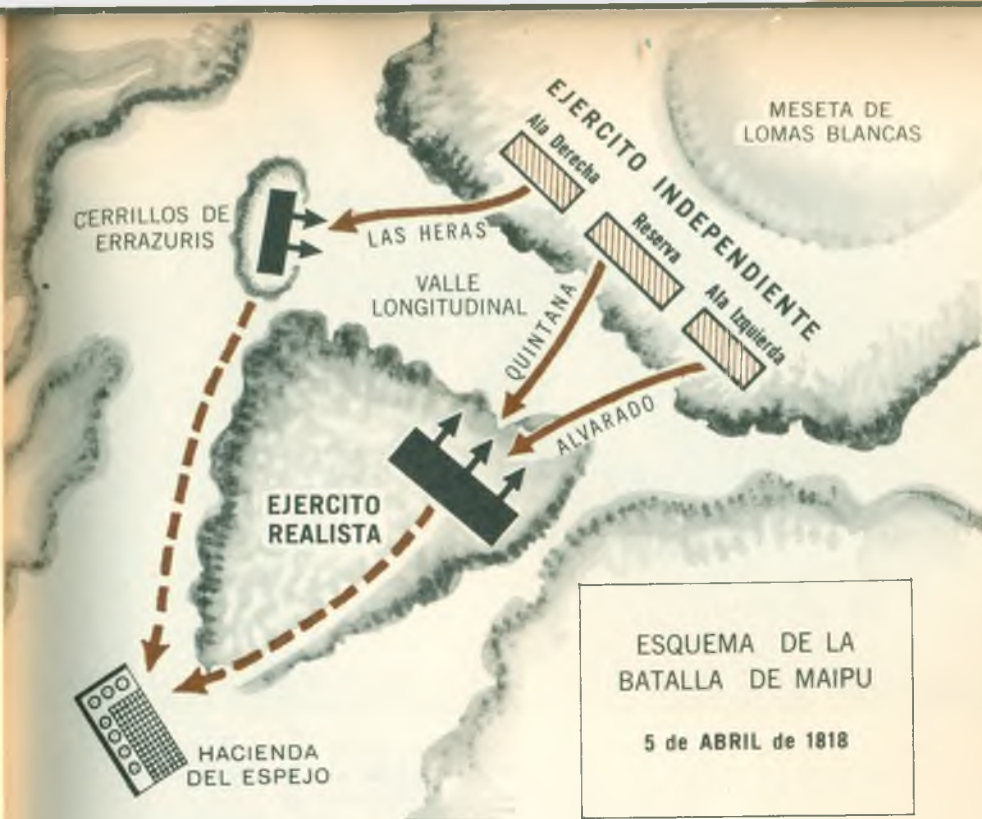 EJERCITO INDEPENDIENTE
Ala Derecha
Reserva
Ala Izquierda
MESETA DE
LOMAS BLANCAS
CERRILLOS DE
ERRAZURIS
LAS HERAS
VALLE
LONGITUDINAL
QUINTANA
ALVARADO
EJERCITO
REALISTA
HACIENDA
DEL ESPEJO
ESQUEMA DE LA
BATALLA DE MAIPU
5 de ABRIL de 1818